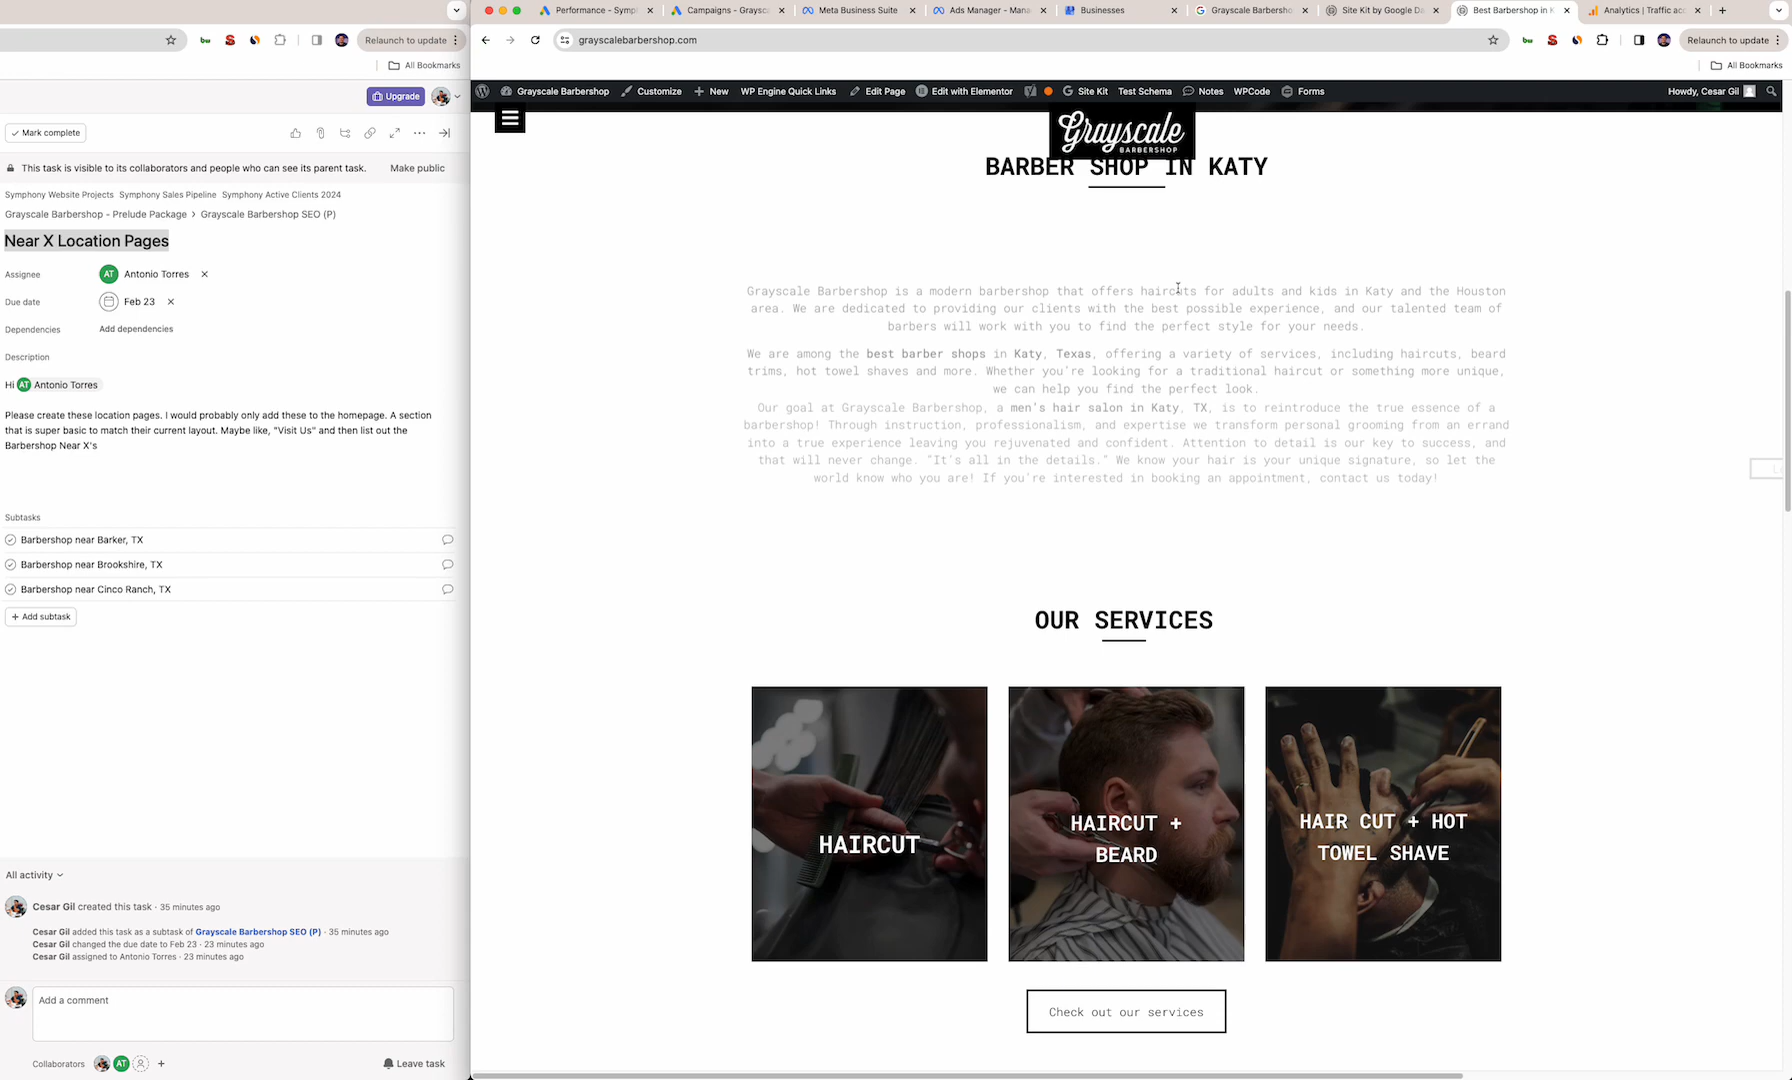 Performance - Symp
Campaigns - Graysc
Meta Business Suite
Ads Manager - Mana
Businesses
Grayscale Barbersho
Site Kit by Google De
Best Barbershop in K
Analytics | Traffic acc
Relaunch to update
grayscalebarbershop.com
Relaunch to update
All Bookmarks
All Bookmarks
Upgrade
Grayscale Barbershop
Customize
New
WP Engine Quick Links
Edit Page
Edit with Elementor
Site Kit
Test Schema
Notes
WPCode
Forms
Howdy, Cesar Gil
Mark complete
This task is visible to its collaborators and people who can see its parent task.
Make public
Symphony Website Projects Symphony Sales Pipeline Symphony Active Clients 2024
Grayscale Barbershop - Prelude Package > Grayscale Barbershop SEO (P)
Near X Location Pages
Assignee
AT Antonio Torres
Due date
Feb 23
Dependencies
Add dependencies
Description
Hi AT Antonio Torres
Please create these location pages. I would probably only add these to the homepage. A section
that is super basic to match their current layout. Maybe like, "Visit Us" and then list out the
Barbershop Near X's
Subtasks
Barbershop near Barker, TX
Barbershop near Brookshire, TX
Barbershop near Cinco Ranch, TX
+ Add subtask
All activity
Cesar Gil created this task · 35 minutes ago
Cesar Gil added this task as a subtask of Grayscale Barbershop SEO (P) · 35 minutes ago
Cesar Gil changed the due date to Feb 23 · 23 minutes ago
Cesar Gil assigned to Antonio Torres · 23 minutes ago
Add a comment
Collaborators
AT
Leave task
Grayscale
BARBERSHOP
BARBER SHOP IN KATY
Grayscale Barbershop is a modern barbershop that offers haircuts for adults and kids in Katy and the Houston
area. We are dedicated to providing our clients with the best possible experience, and our talented team of
barbers will work with you to find the perfect style for your needs.
We are among the best barber shops in Katy, Texas, offering a variety of services, including haircuts, beard
trims, hot towel shaves and more. Whether you're looking for a traditional haircut or something more unique,
we can help you find the perfect look.
Our goal at Grayscale Barbershop, a men's hair salon in Katy, TX, is to reintroduce the true essence of a
barbershop! Through instruction, professionalism, and expertise we transform personal grooming from an errand
into a true experience leaving you rejuvenated and confident. Attention to detail is our key to success, and
that will never change. "It's all in the details." We know your hair is your unique signature, so let the
world know who you are! If you're interested in booking an appointment, contact us today!
OUR SERVICES
HAIRCUT
HAIRCUT +
BEARD
HAIR CUT + HOT
TOWEL SHAVE
Check out our services